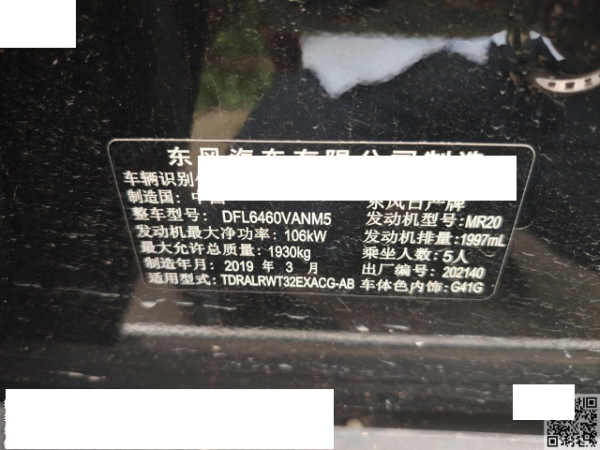 东风汽车有限公司制造
车辆识别代
制造国：中国 东风日产牌
整车型号：DFL6460VANM5 发动机型号：MR20
发动机最大净功率：106kW 发动机排量：1997mL
最大允许总质量：1930kg 乘坐人数：5人
制造年月：2019 年 3 月 出厂编号：202140
适用型式：TDRALRWT32EXACG-AB 车体色内饰：G41G